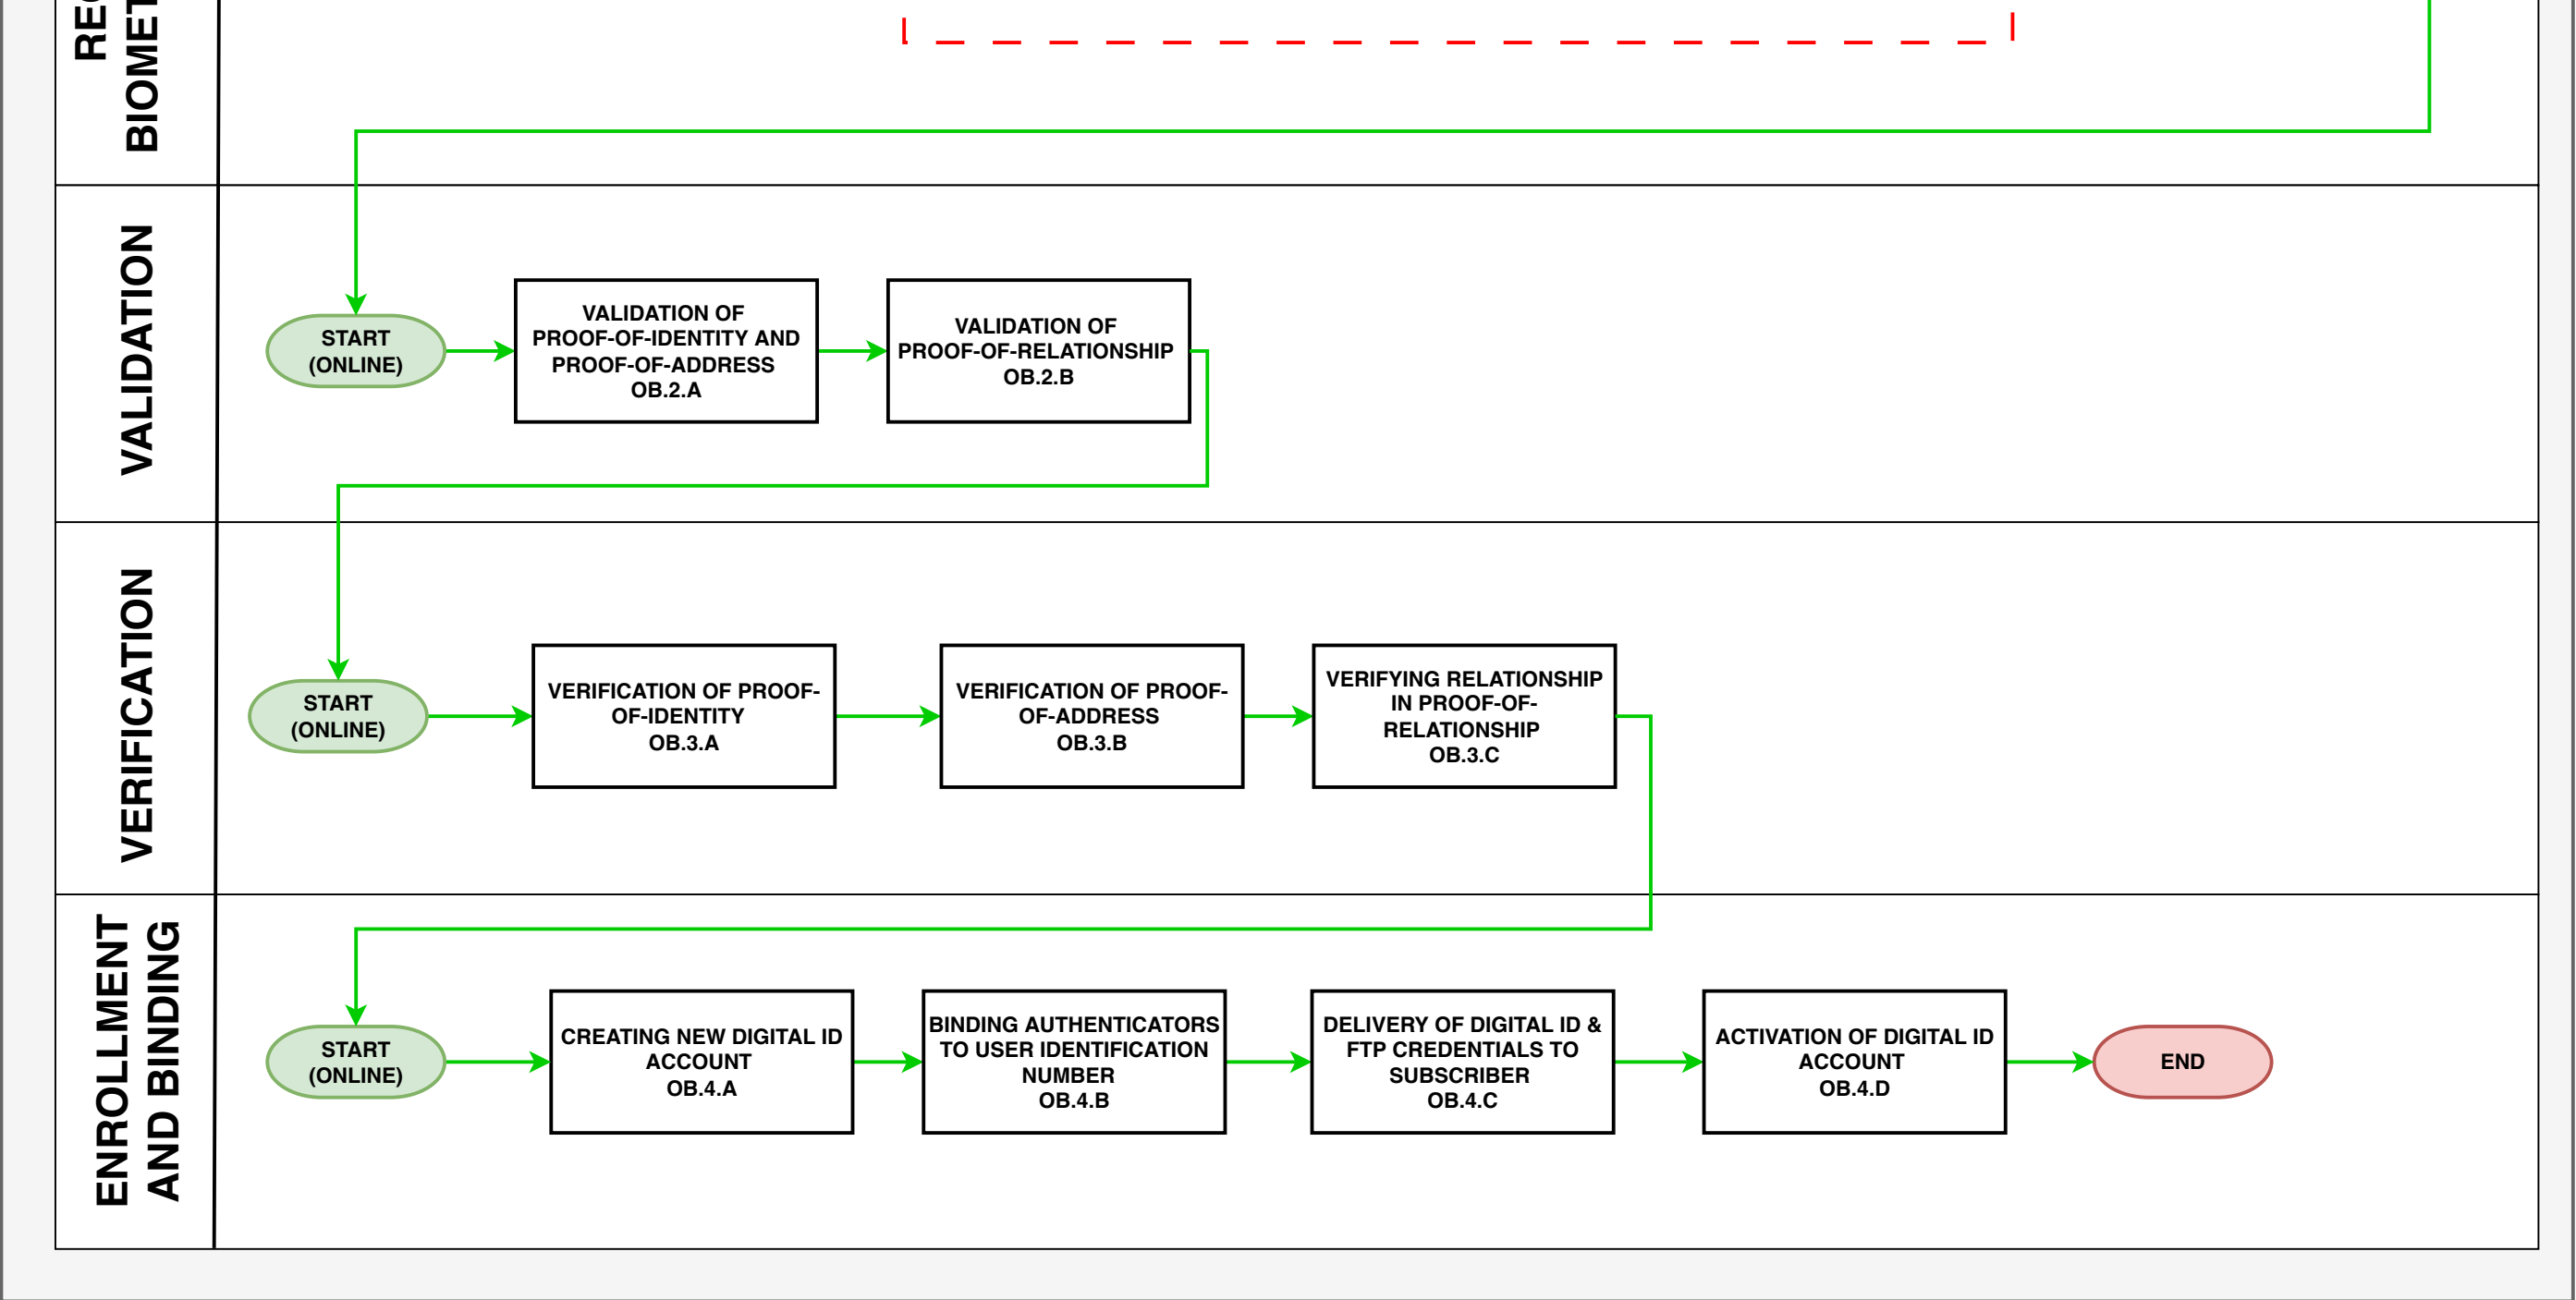 VALIDATION
START
(ONLINE)
VALIDATION OF
PROOF-OF-IDENTITY AND
PROOF-OF-ADDRESS
OB.2.A
VALIDATION OF
PROOF-OF-RELATIONSHIP
OB.2.B
VERIFICATION
START
(ONLINE)
VERIFICATION OF PROOF-
OF-IDENTITY
OB.3.A
VERIFICATION OF PROOF-
OF-ADDRESS
OB.3.B
VERIFYING RELATIONSHIP
IN PROOF-OF-
RELATIONSHIP
OB.3.C
ENROLLMENT
AND BINDING
START
(ONLINE)
CREATING NEW DIGITAL ID
ACCOUNT
OB.4.A
BINDING AUTHENTICATORS
TO USER IDENTIFICATION
NUMBER
OB.4.B
DELIVERY OF DIGITAL ID &
FTP CREDENTIALS TO
SUBSCRIBER
OB.4.C
ACTIVATION OF DIGITAL ID
ACCOUNT
OB.4.D
END